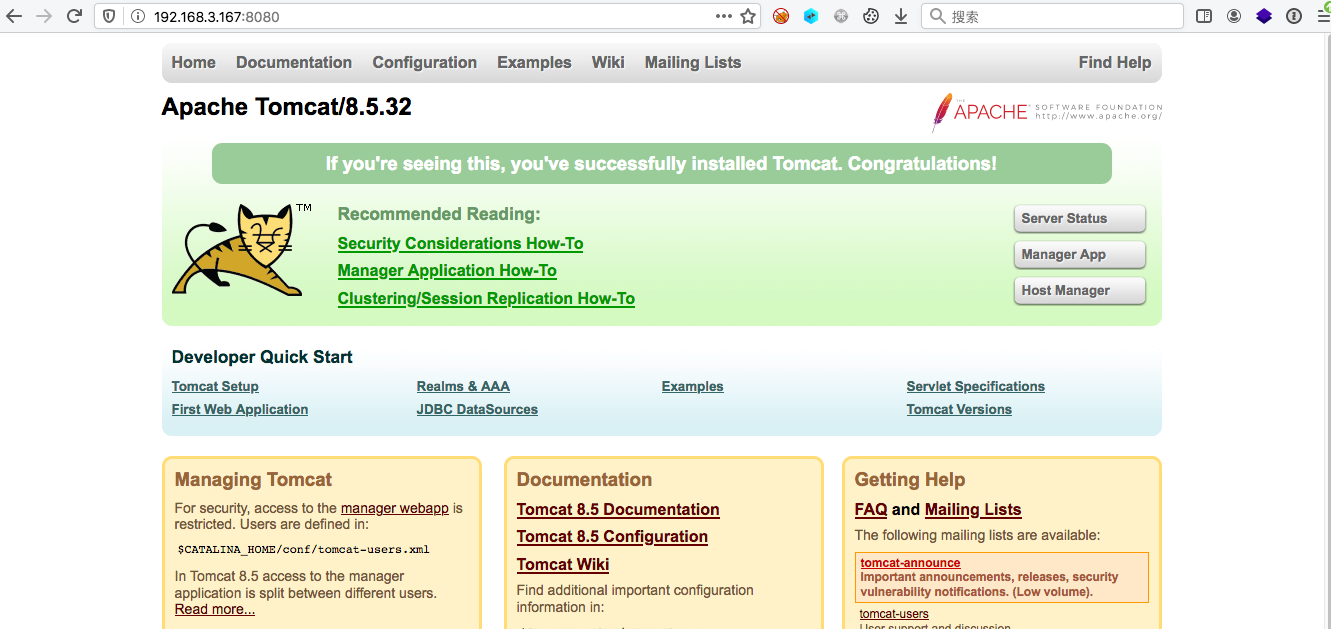 192.168.3.167:8080
搜索
Home Documentation Configuration Examples Wiki Mailing Lists Find Help
Apache Tomcat/8.5.32
THE
APACHE
SOFTWARE FOUNDATION
http://www.apache.org/
If you're seeing this, you've successfully installed Tomcat. Congratulations!
TM
Recommended Reading:
Security Considerations How-To
Manager Application How-To
Clustering/Session Replication How-To
Server Status
Manager App
Host Manager
Developer Quick Start
Tomcat Setup
First Web Application
Realms & AAA
JDBC DataSources
Examples
Servlet Specifications
Tomcat Versions
Managing Tomcat
For security, access to the manager webapp is
restricted. Users are defined in:
$CATALINA_HOME/conf/tomcat-users.xml
In Tomcat 8.5 access to the manager
application is split between different users.
Read more...
Documentation
Tomcat 8.5 Documentation
Tomcat 8.5 Configuration
Tomcat Wiki
Find additional important configuration
information in:
Getting Help
FAQ and Mailing Lists
The following mailing lists are available:
tomcat-announce
Important announcements, releases, security
vulnerability notifications. (Low volume).
tomcat-users
User support and discussion